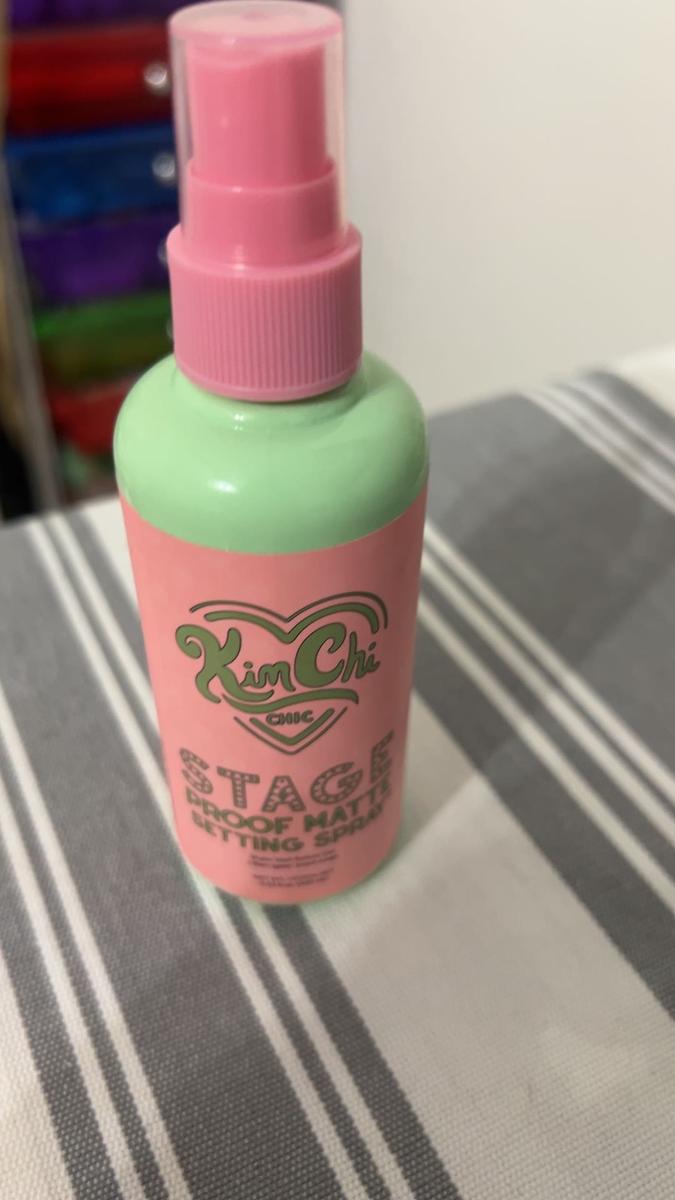 KimChi
CHIC
STAGE
PROOF MATTE
SETTING SPRAY